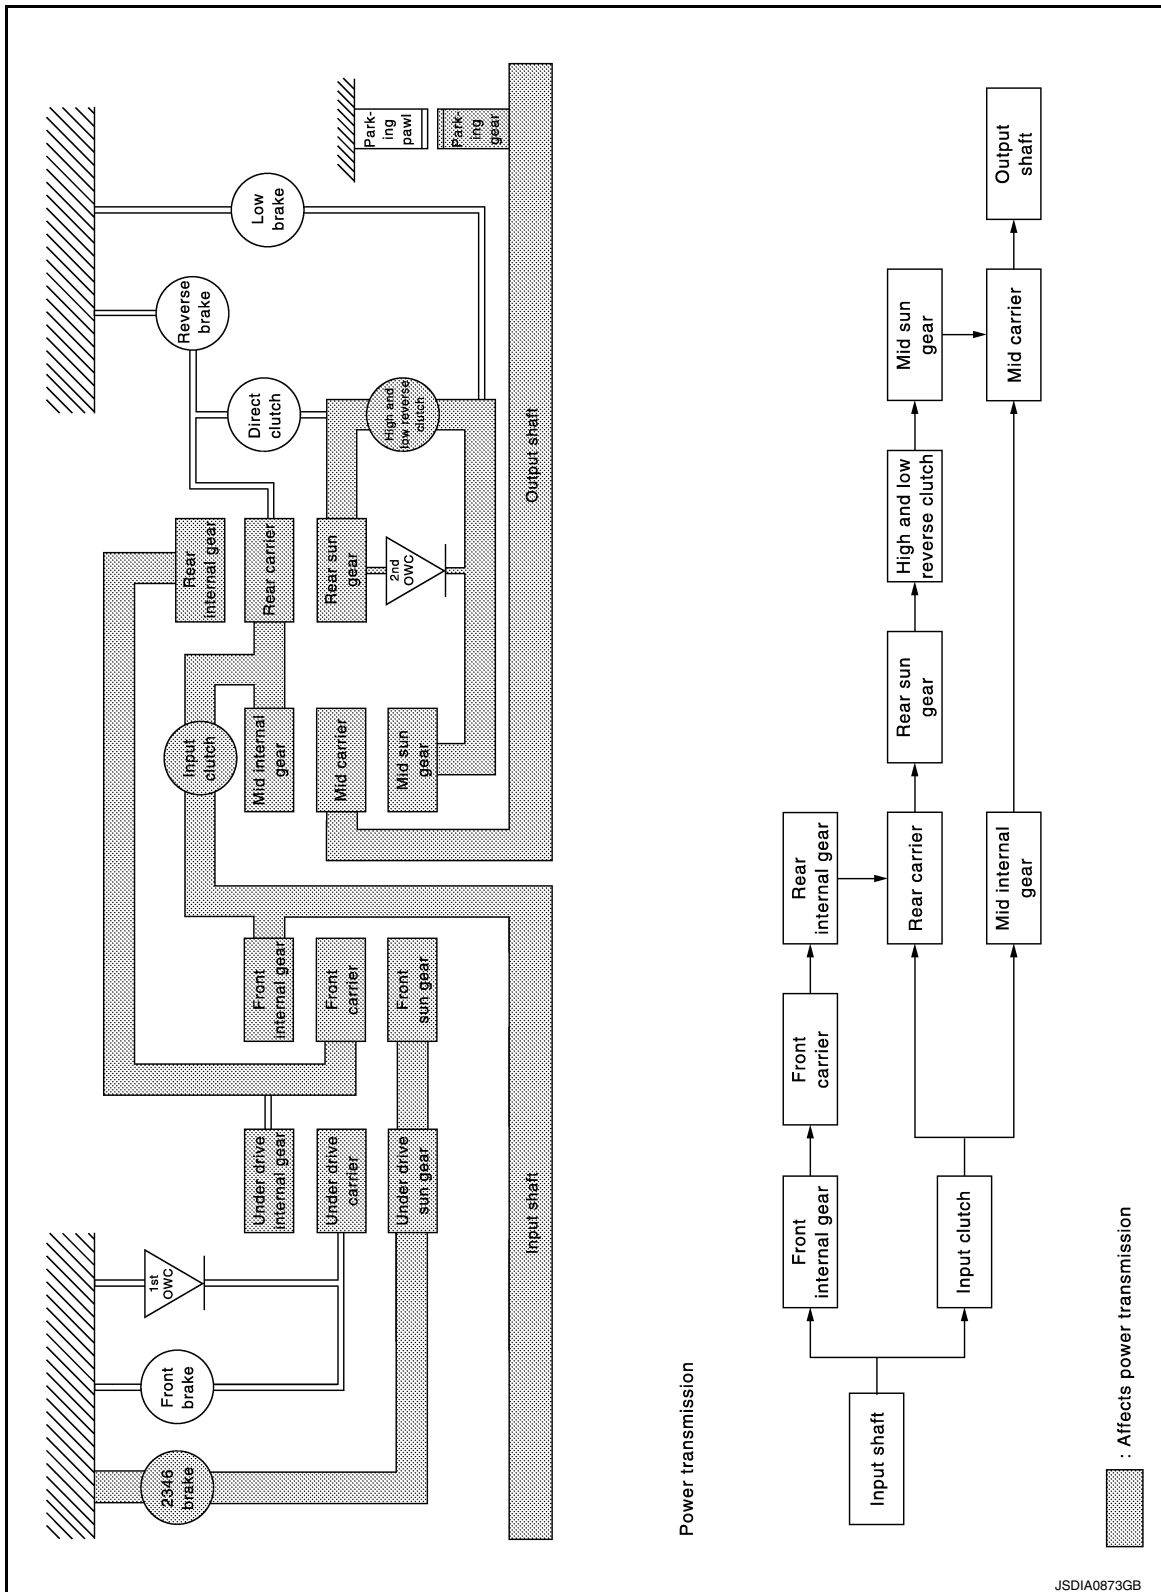 2346
brake
Front
brake
1st
OWC
Under drive
internal gear
Under drive
carrier
Under drive
sun gear
Front
internal gear
Front
carrier
Front
sun gear
Input shaft
Input
clutch
Mid internal
gear
Mid carrier
Mid sun
gear
Rear
internal gear
Rear carrier
Rear sun
gear
2nd
OWC
Direct
clutch
Reverse
brake
High and
low reverse
clutch
Low
brake
Park-
ing
pawl
Park-
ing
gear
Output shaft
Power transmission
Input shaft
Front
internal gear
Front
carrier
Rear
internal gear
Input clutch
Rear carrier
Rear sun
gear
High and low
reverse clutch
Mid sun
gear
Mid internal
gear
Mid carrier
Output
shaft
: Affects power transmission
JSDIA0873GB